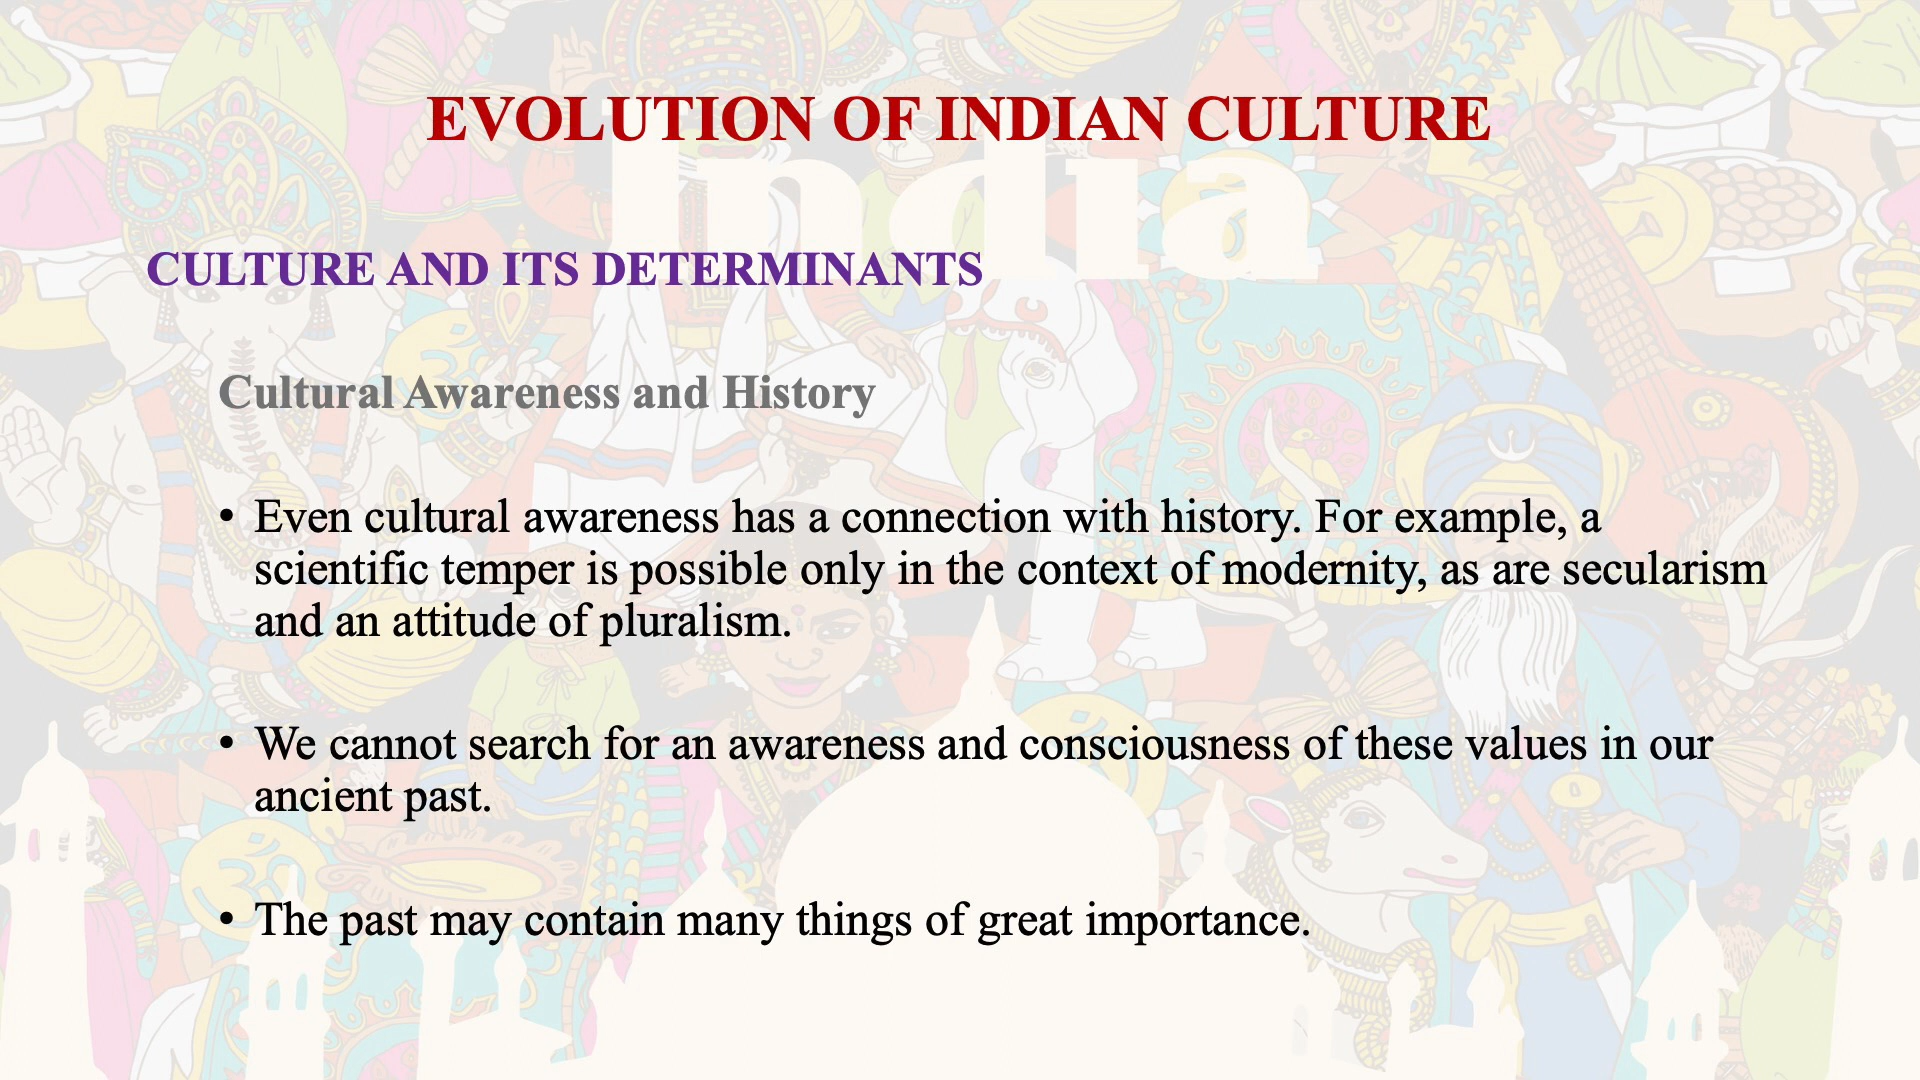 EVOLUTION OF INDIAN CULTURE
India
CULTURE AND ITS DETERMINANTS
Cultural Awareness and History
• Even cultural awareness has a connection with history. For example, a
scientific temper is possible only in the context of modernity, as are secularism
and an attitude of pluralism.
• We cannot search for an awareness and consciousness of these values in our
ancient past.
• The past may contain many things of great importance.